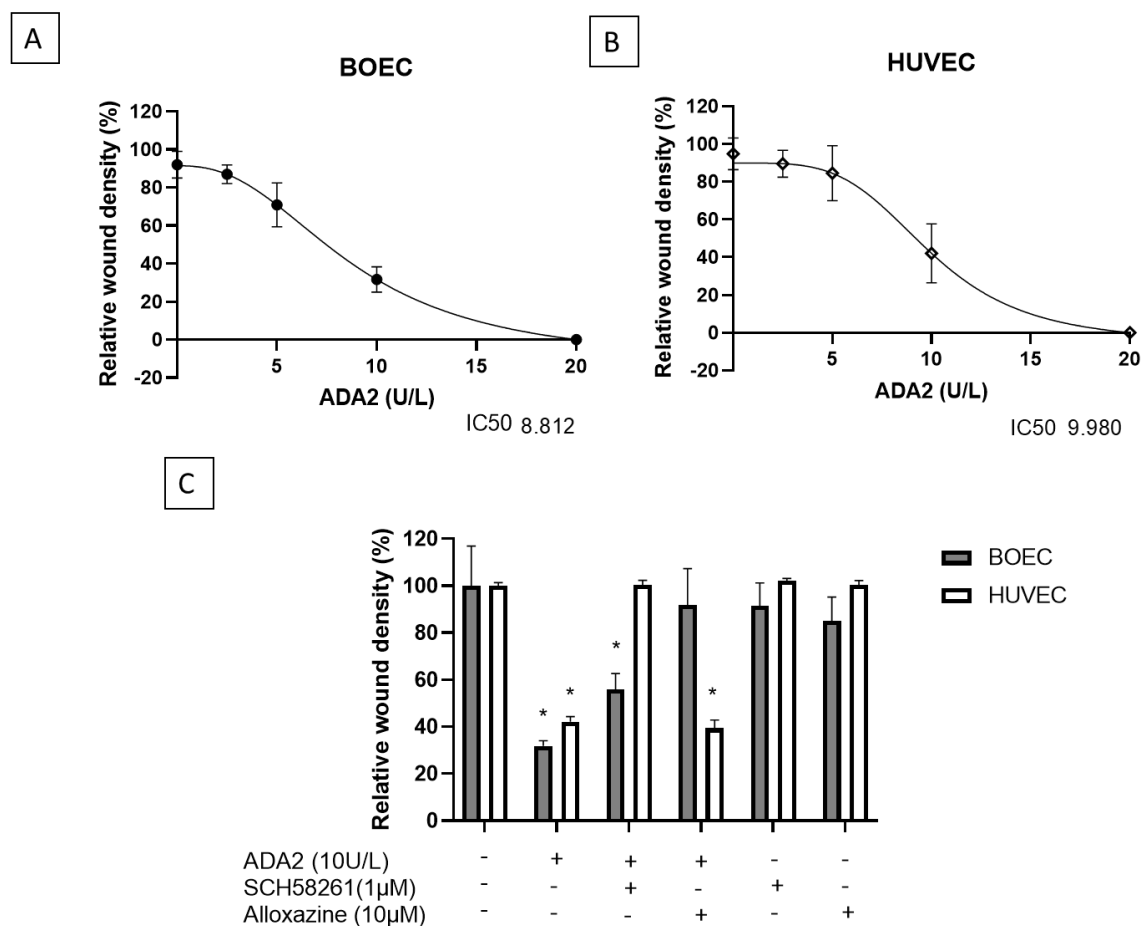 A
BOEC
Relative wound density (%)
120
100
80
60
40
20
0
-20
5
10
15
20
ADA2 (U/L)
IC50 8.812
B
HUVEC
Relative wound density (%)
120
100
80
60
40
20
0
-20
5
10
15
20
ADA2 (U/L)
IC50 9.980
C
Relative wound density (%)
120
100
80
60
40
20
0
* * * *
BOEC
HUVEC
ADA2 (10U/L) - + + + - -
SCH58261(1µM) - - + - + -
Alloxazine (10µM) - - - + - +